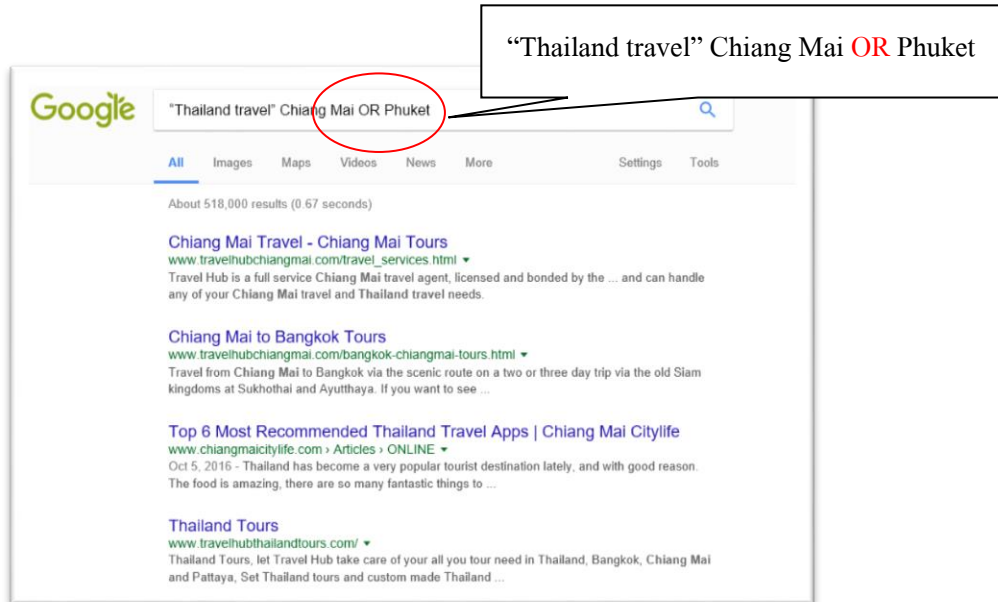 “Thailand travel” Chiang Mai OR Phuket
Google
"Thailand travel" Chiang Mai OR Phuket
All Images Maps Videos News More Settings Tools
About 518,000 results (0.67 seconds)
Chiang Mai Travel - Chiang Mai Tours
www.travelhubchiangmai.com/travel_services.html
Travel Hub is a full service Chiang Mai travel agent, licensed and bonded by the ... and can handle
any of your Chiang Mai travel and Thailand travel needs.
Chiang Mai to Bangkok Tours
www.travelhubchiangmai.com/bangkok-chiangmai-tours.html
Travel from Chiang Mai to Bangkok via the scenic route on a two or three day trip via the old Siam
kingdoms at Sukhothai and Ayutthaya. If you want to see ...
Top 6 Most Recommended Thailand Travel Apps | Chiang Mai Citylife
www.chiangmaicitylife.com › Articles › ONLINE
Oct 5, 2016 - Thailand has become a very popular tourist destination lately, and with good reason.
The food is amazing, there are so many fantastic things to ...
Thailand Tours
www.travelhubthailandtours.com/
Thailand Tours, let Travel Hub take care of your all you tour need in Thailand, Bangkok, Chiang Mai
and Pattaya, Set Thailand tours and custom made Thailand ...